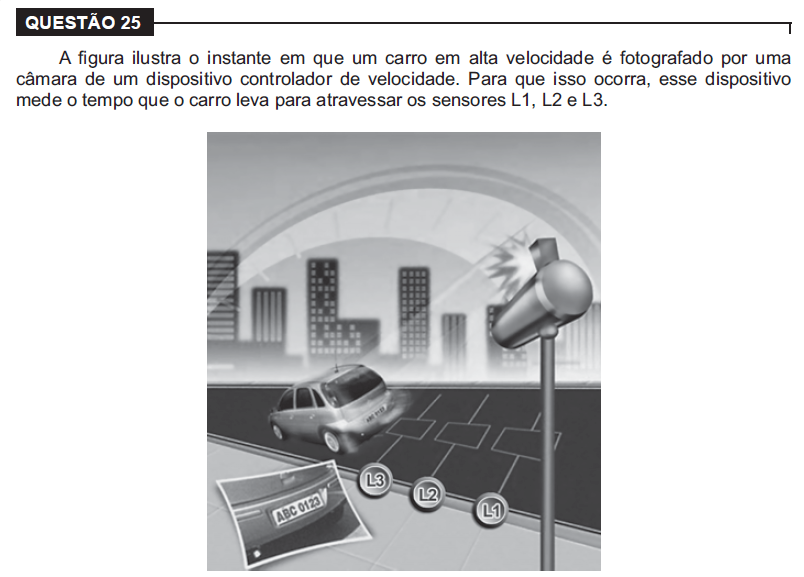 QUESTÃO 25
A figura ilustra o instante em que um carro em alta velocidade é fotografado por uma
câmara de um dispositivo controlador de velocidade. Para que isso ocorra, esse dispositivo
mede o tempo que o carro leva para atravessar os sensores L1, L2 e L3.
ABC 0123
L3
L2
L1
ABC 0123